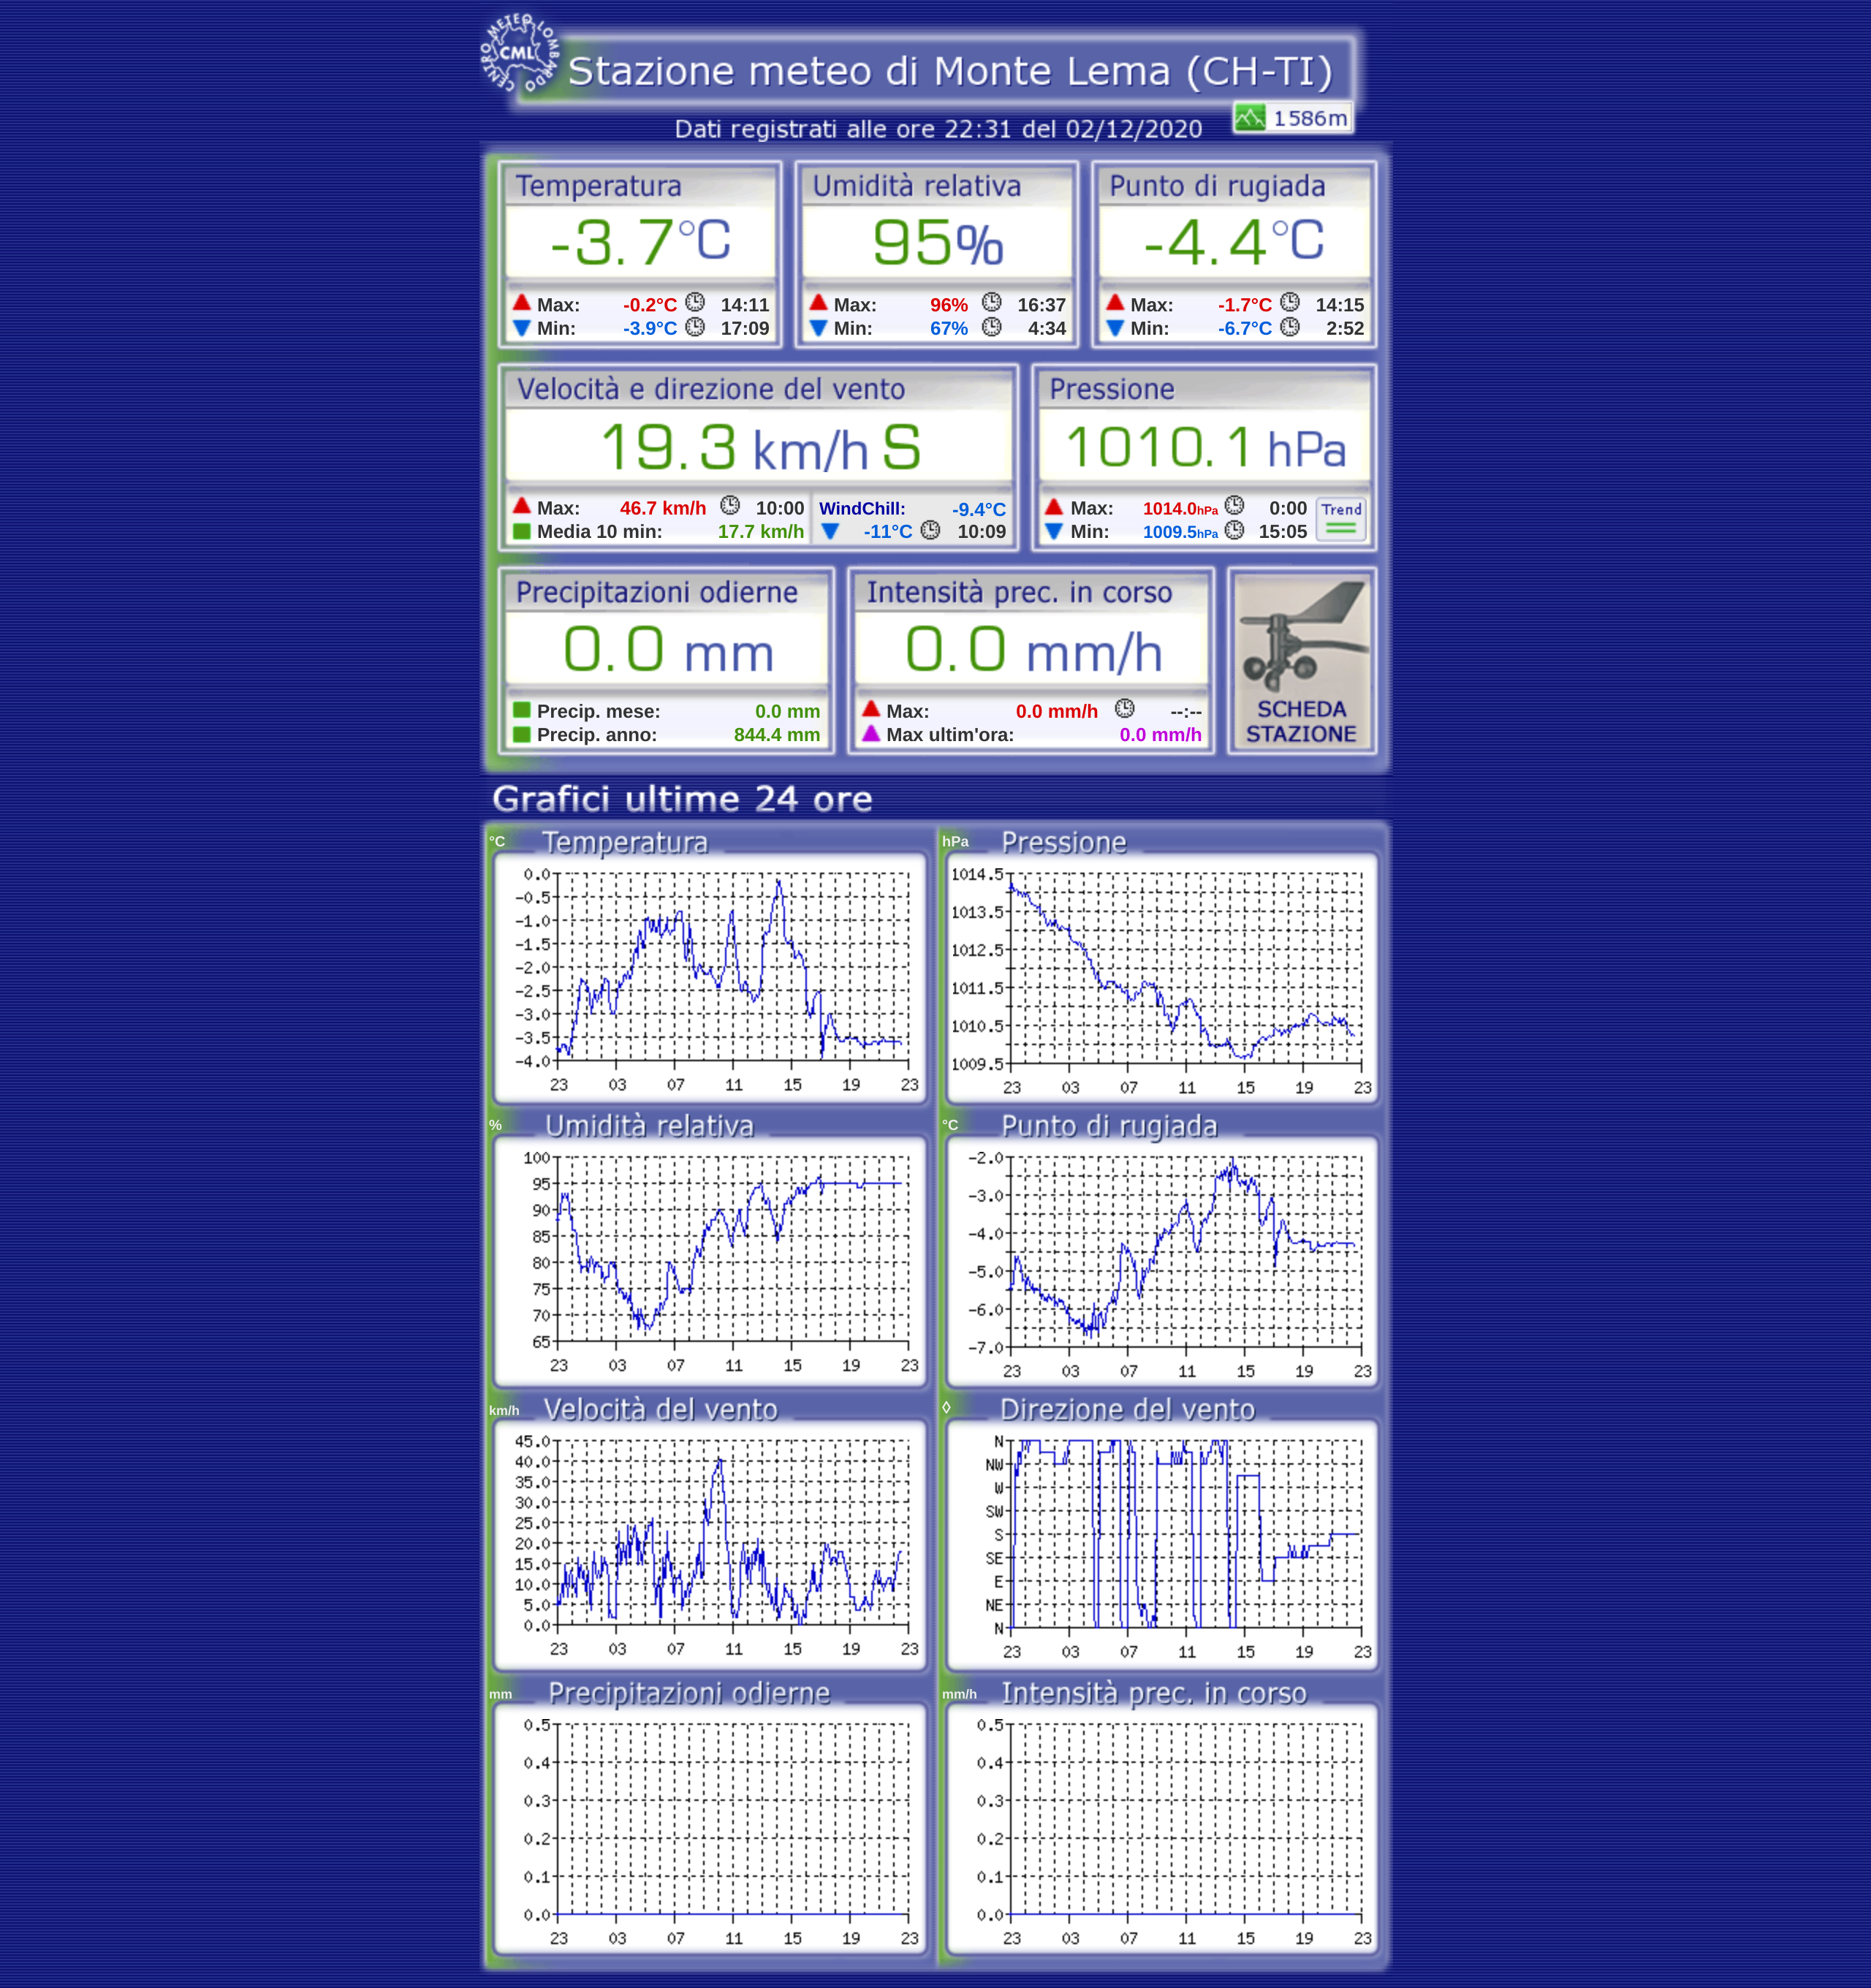 CENTRO METEO LOMBARDO
CML
Stazione meteo di Monte Lema (CH-TI)
1586m
Dati registrati alle ore 22:31 del 02/12/2020
Temperatura
-3.7°C
Max: -0.2°C 14:11
Min: -3.9°C 17:09
Umidità relativa
95%
Max: 96% 16:37
Min: 67% 4:34
Punto di rugiada
-4.4°C
Max: -1.7°C 14:15
Min: -6.7°C 2:52
Velocità e direzione del vento
19.3 km/h S
Max: 46.7 km/h 10:00
Media 10 min: 17.7 km/h
WindChill: -9.4°C
-11°C 10:09
Pressione
1010.1 hPa
Max: 1014.0hPa 0:00
Min: 1009.5hPa 15:05
Trend
Precipitazioni odierne
0.0 mm
Precip. mese: 0.0 mm
Precip. anno: 844.4 mm
Intensità prec. in corso
0.0 mm/h
Max: 0.0 mm/h --:--
Max ultim'ora: 0.0 mm/h
SCHEDA
STAZIONE
Grafici ultime 24 ore
°C Temperatura
0.0
-0.5
-1.0
-1.5
-2.0
-2.5
-3.0
-3.5
-4.0
23 03 07 11 15 19 23
hPa Pressione
1014.5
1013.5
1012.5
1011.5
1010.5
1009.5
23 03 07 11 15 19 23
% Umidità relativa
100
95
90
85
80
75
70
65
23 03 07 11 15 19 23
°C Punto di rugiada
-2.0
-3.0
-4.0
-5.0
-6.0
-7.0
23 03 07 11 15 19 23
km/h Velocità del vento
45.0
40.0
35.0
30.0
25.0
20.0
15.0
10.0
5.0
0.0
23 03 07 11 15 19 23
◊ Direzione del vento
N
NW
W
SW
S
SE
E
NE
N
23 03 07 11 15 19 23
mm Precipitazioni odierne
0.5
0.4
0.3
0.2
0.1
0.0
23 03 07 11 15 19 23
mm/h Intensità prec. in corso
0.5
0.4
0.3
0.2
0.1
0.0
23 03 07 11 15 19 23